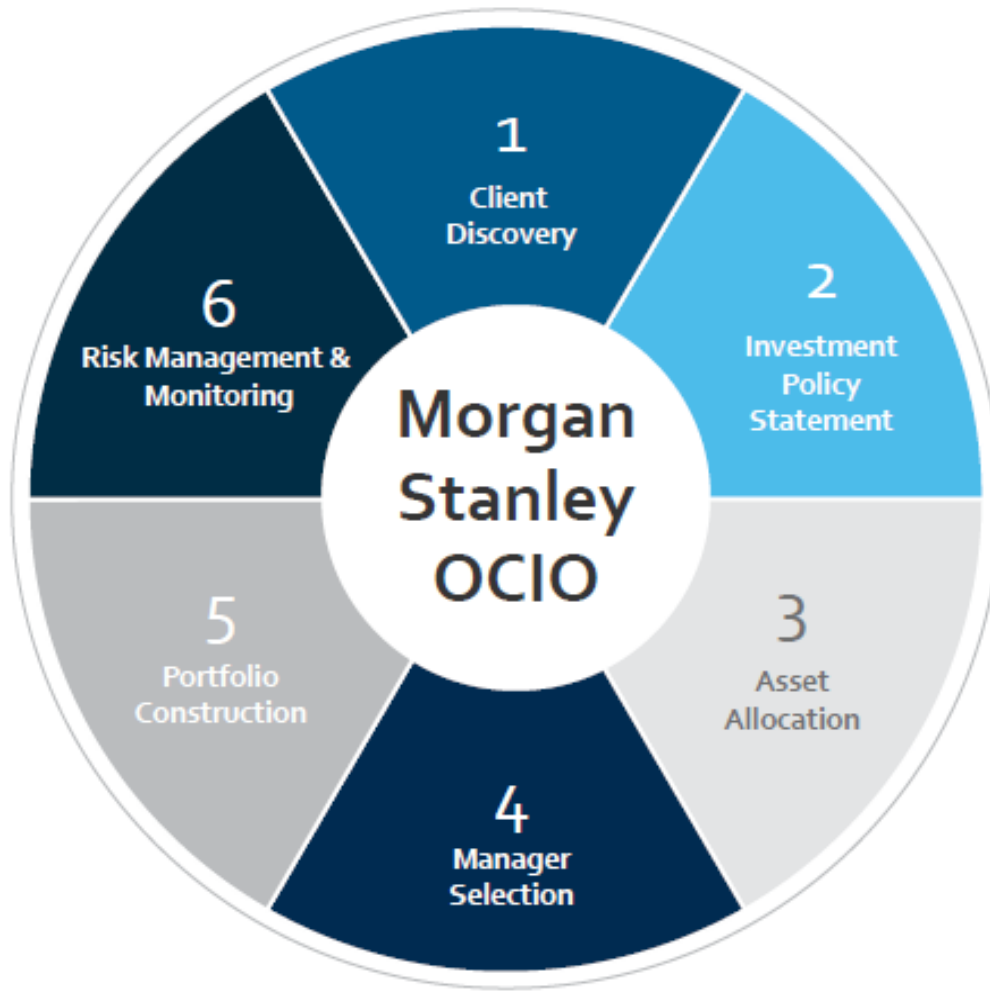 1
Client
Discovery
2
Investment
Policy
Statement
3
Asset
Allocation
4
Manager
Selection
5
Portfolio
Construction
6
Risk Management &
Monitoring
Morgan
Stanley
OCIO